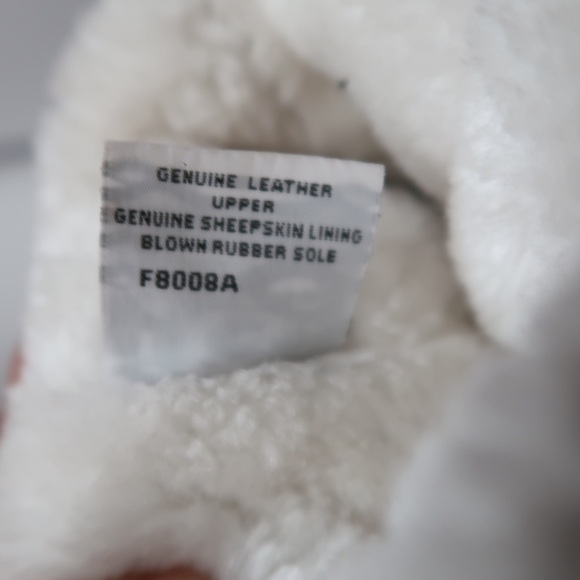 GENUINE LEATHER
UPPER
GENUINE SHEEPSKIN LINING
BLOWN RUBBER SOLE
F8008A